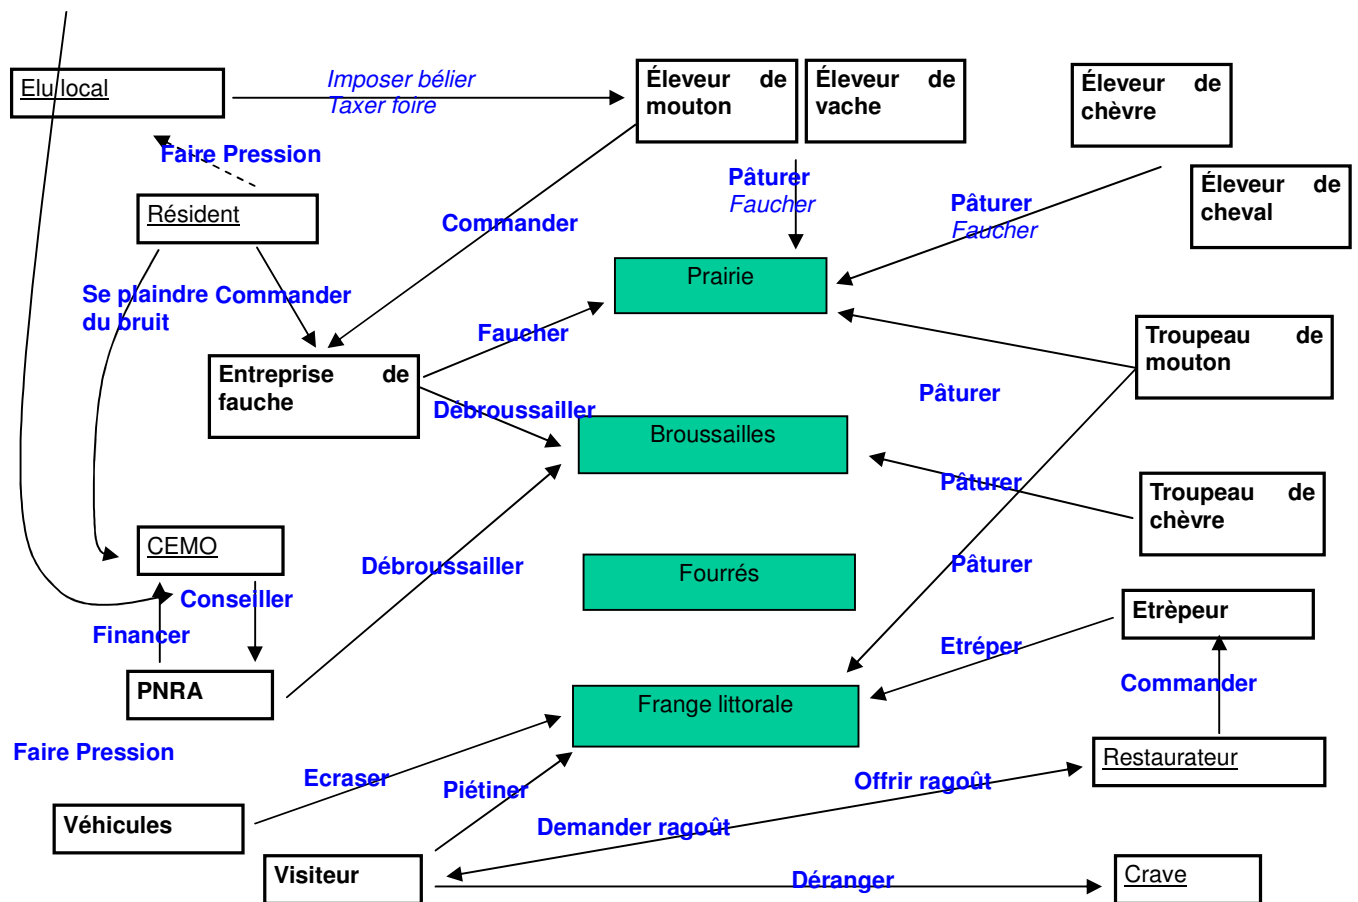 Elu local
Imposer bélier
Taxer foire
Éleveur de
mouton
Éleveur de
vache
Éleveur de
chèvre
Faire Pression
Pâturer
Faucher
Éleveur de
cheval
Résident
Commander
Pâturer
Faucher
Prairie
Se plaindre
du bruit
Commander
Faucher
Troupeau de
mouton
Entreprise de
fauche
Pâturer
Débroussailler
Broussailles
Pâturer
Troupeau de
chèvre
CEMO
Débroussailler
Fourrés
Pâturer
Conseiller
Etrèpeur
Financer
Etréper
PNRA
Commander
Frange littorale
Faire Pression
Restaurateur
Ecraser
Piétiner
Offrir ragoût
Véhicules
Demander ragoût
Visiteur
Déranger
Crave